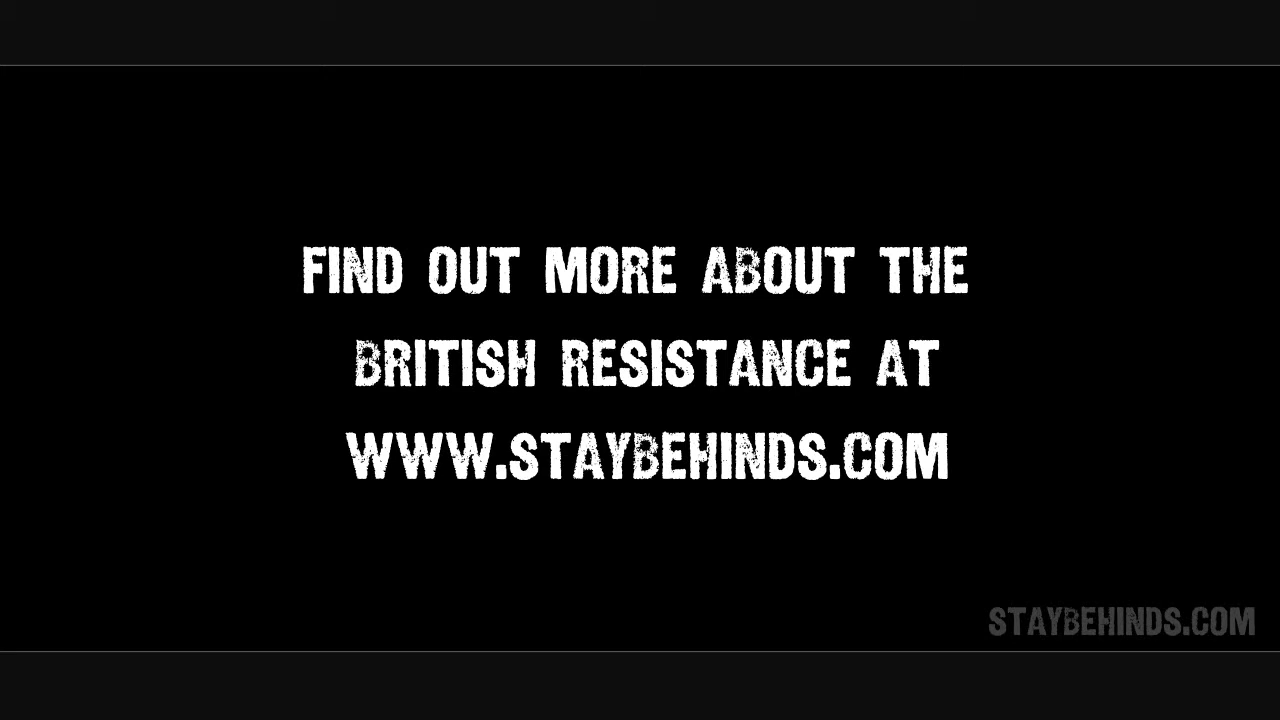 FIND OUT MORE ABOUT THE
BRITISH RESISTANCE AT
WWW.STAYBEHINDS.COM
STAYBEHINDS.COM